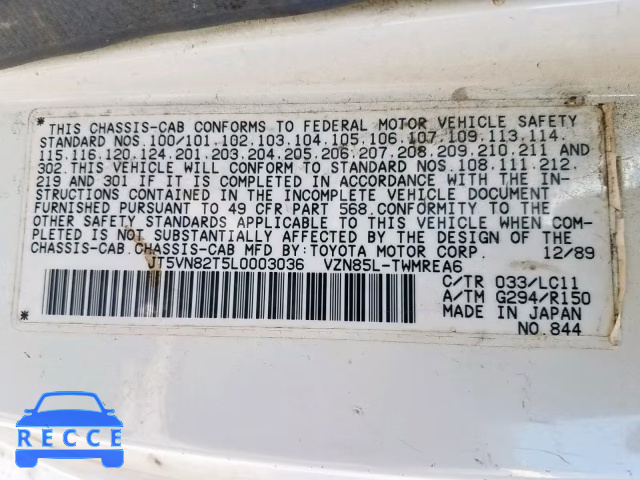 *THIS CHASSIS-CAB CONFORMS TO FEDERAL MOTOR VEHICLE SAFETY
STANDARD NOS.100/101.102.103.104.105.106.107.109.113.114.
115.116.120.124.201.203.204.205.206.207.208.209.210.211 AND
302.THIS VEHICLE WILL CONFORM TO STANDARD NOS.108.111.212.
219 AND 301 IF IT IS COMPLETED IN ACCORDANCE WITH THE IN-
STRUCTIONS CONTAINED IN THE INCOMPLETE VEHICLE DOCUMENT
FURNISHED PURSUANT TO 49 CFR PART 568.CONFORMITY TO THE
OTHER SAFETY STANDARDS APPLICABLE TO THIS VEHICLE WHEN COM-
PLETED IS NOT SUBSTANTIALLY AFFECTED BY THE DESIGN OF THE
CHASSIS-CAB.CHASSIS-CAB MFD BY:TOYOTA MOTOR CORP. 12/89
JT5VN82T5L0003036 VZN85L-TWMREA6
* *
C/TR 033/LC11
A/TM G294/R150
MADE IN JAPAN
NO.844
RECCE